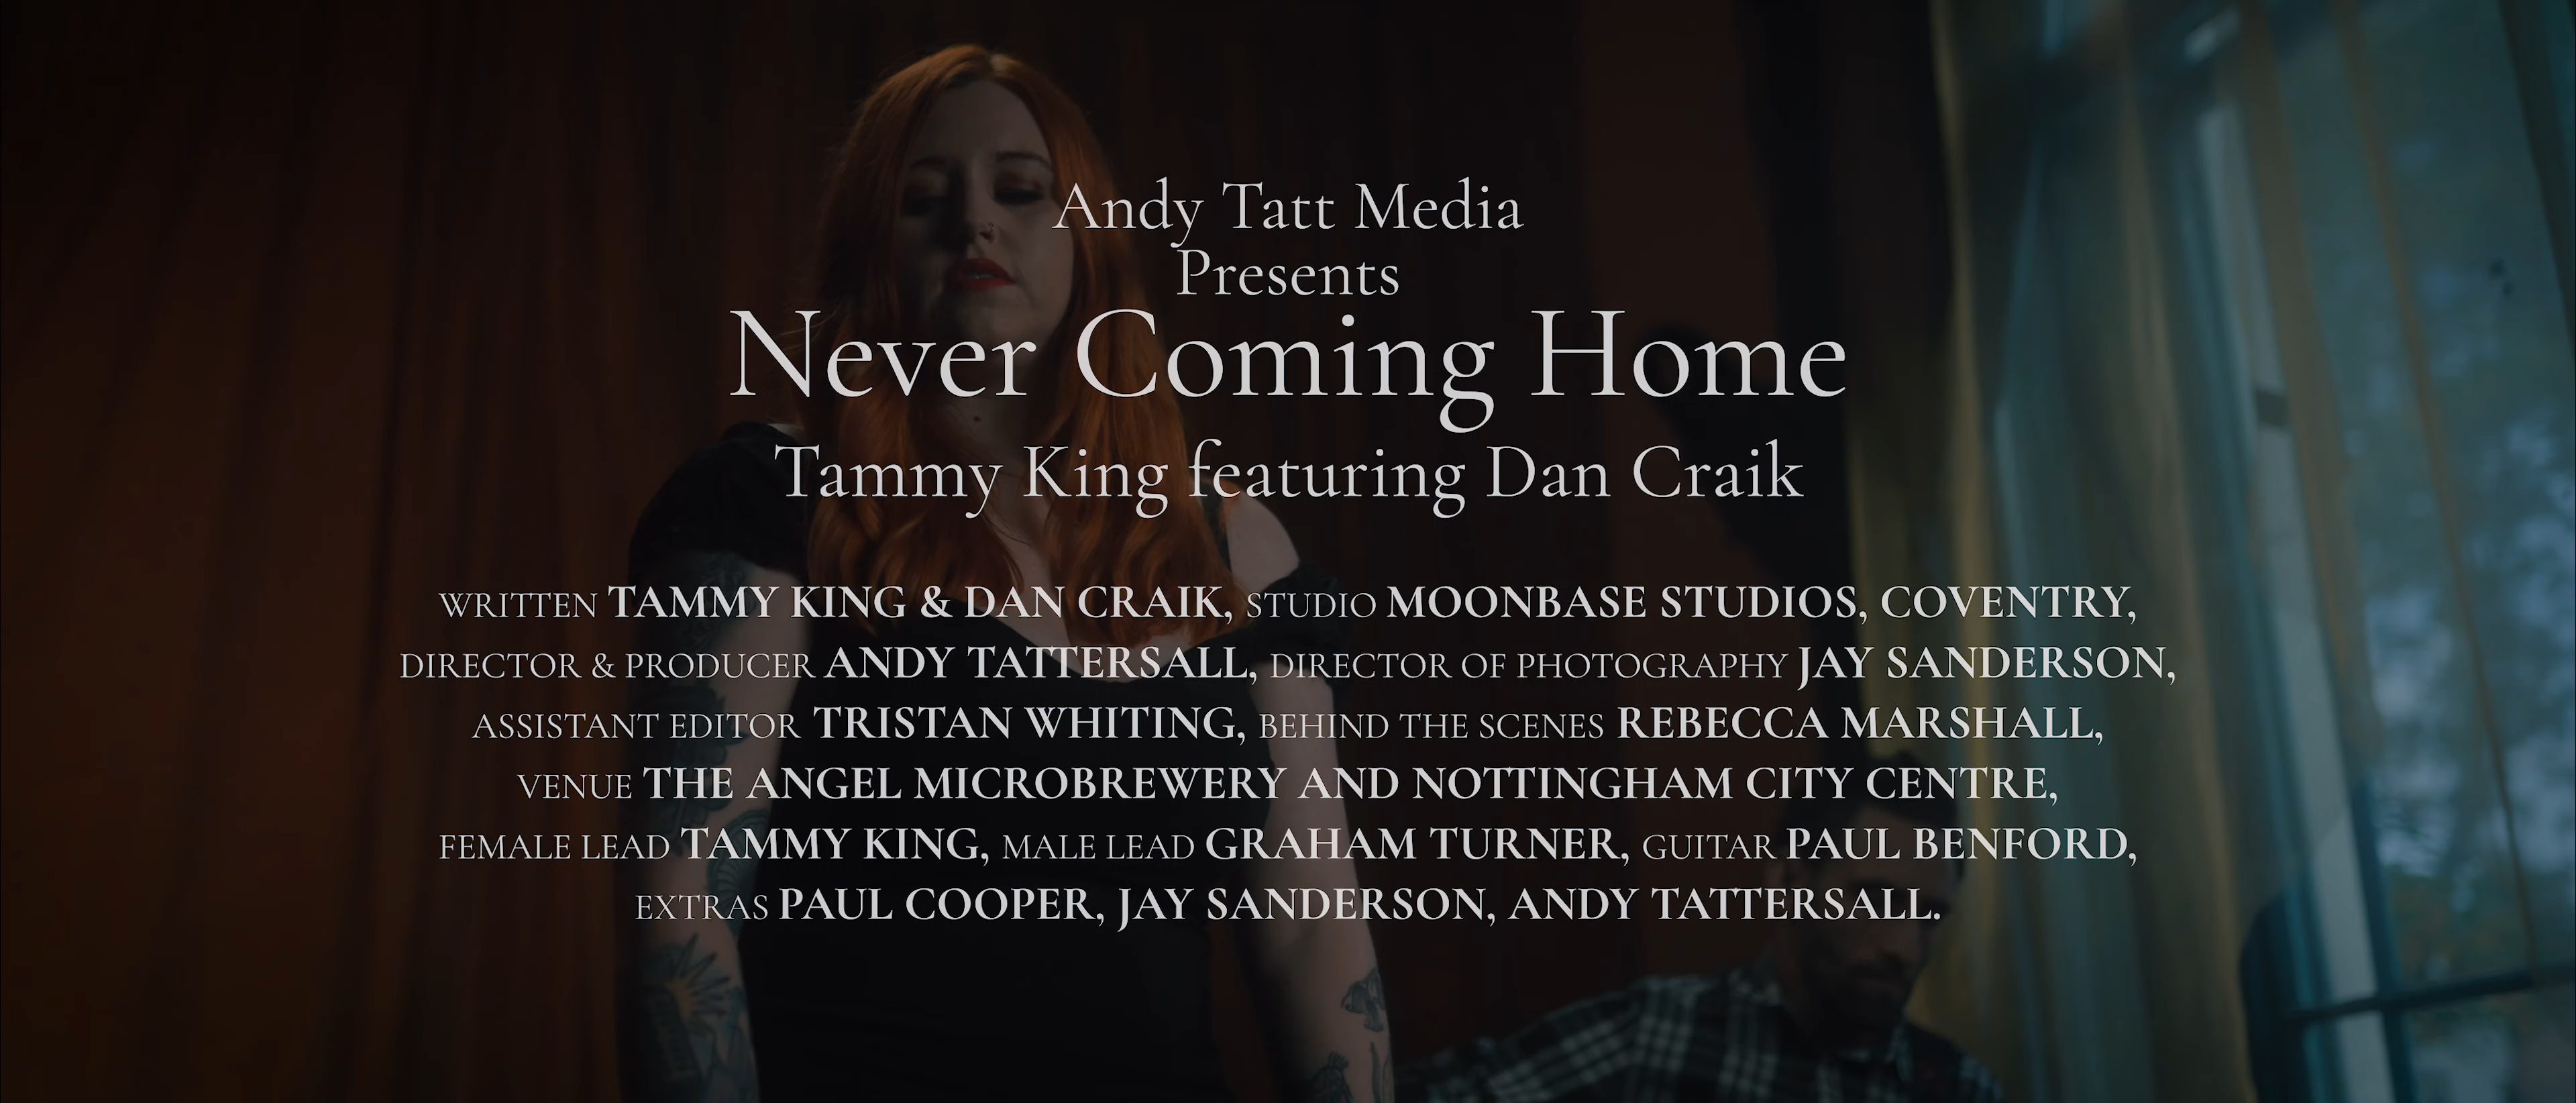 Andy Tatt Media
Presents
Never Coming Home
Tammy King featuring Dan Craik
WRITTEN TAMMY KING & DAN CRAIK, STUDIO MOONBASE STUDIOS, COVENTRY,
DIRECTOR & PRODUCER ANDY TATTERSALL, DIRECTOR OF PHOTOGRAPHY JAY SANDERSON,
ASSISTANT EDITOR TRISTAN WHITING, BEHIND THE SCENES REBECCA MARSHALL,
VENUE THE ANGEL MICROBREWERY AND NOTTINGHAM CITY CENTRE,
FEMALE LEAD TAMMY KING, MALE LEAD GRAHAM TURNER, GUITAR PAUL BENFORD,
EXTRAS PAUL COOPER, JAY SANDERSON, ANDY TATTERSALL.